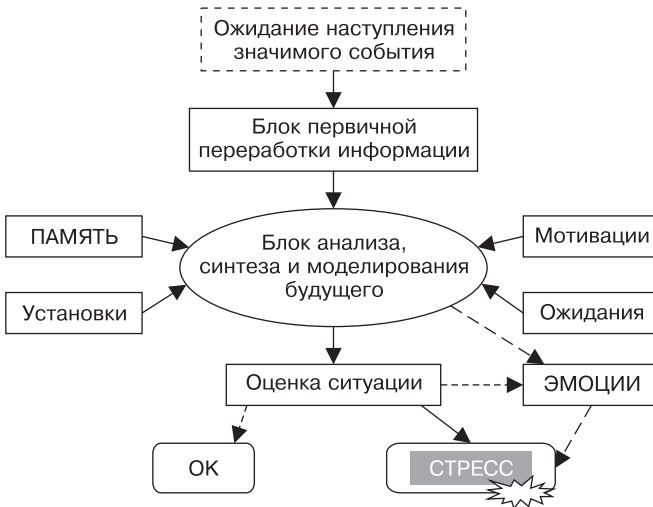 Ожидание наступления
значимого события
Блок первичной
переработки информации
ПАМЯТЬ
Блок анализа,
синтеза и моделирования
будущего
Мотивации
Установки
Ожидания
Оценка ситуации
ЭМОЦИИ
ОК
СТРЕСС